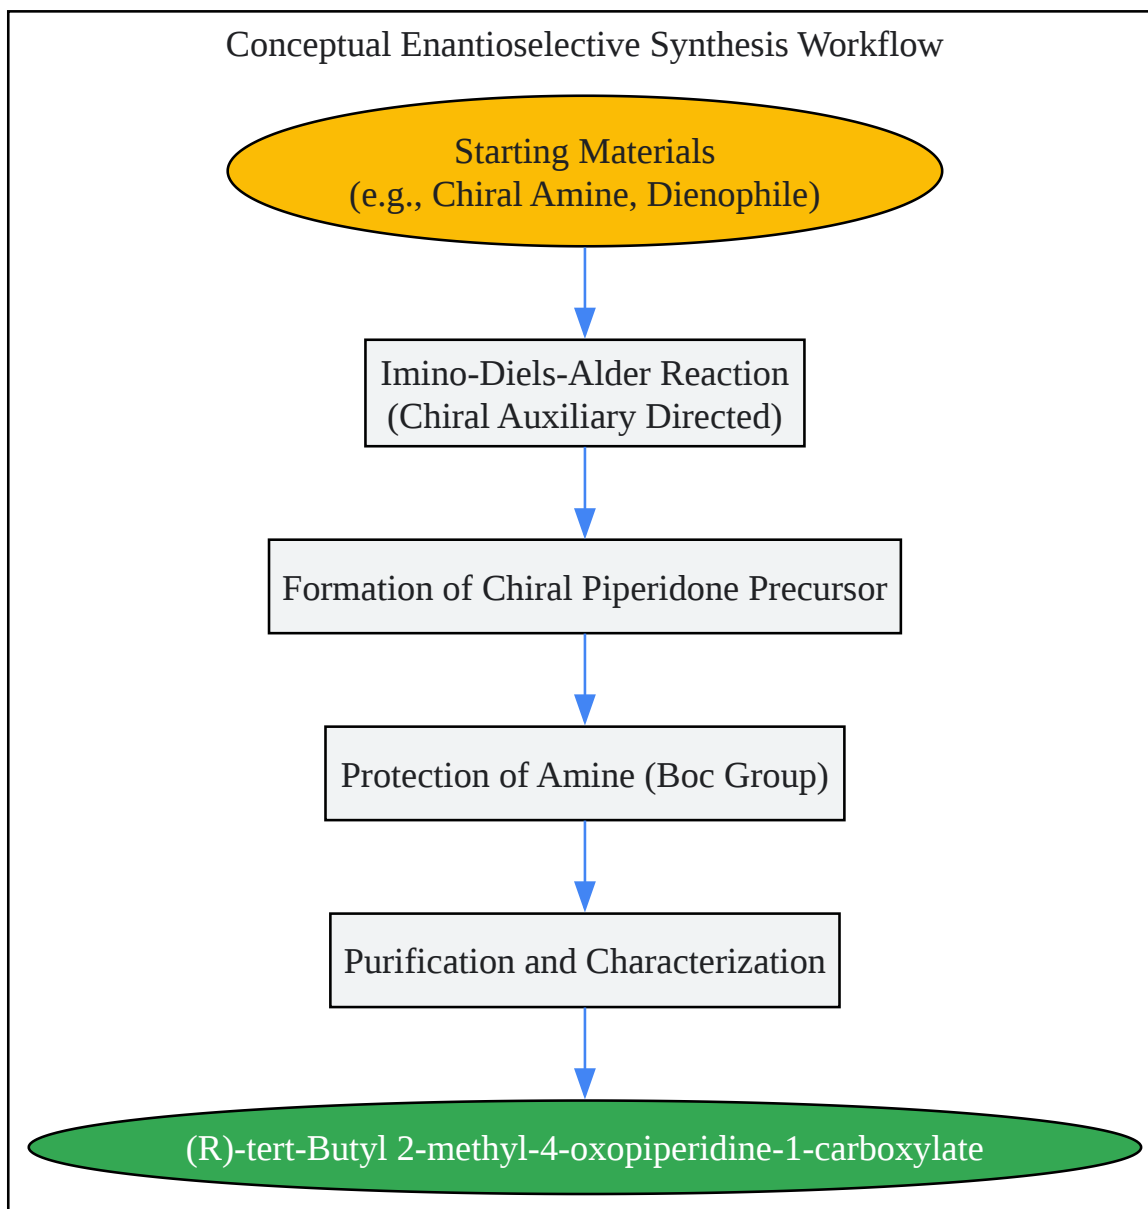 Conceptual Enantioselective Synthesis Workflow
Starting Materials
(e.g., Chiral Amine, Dienophile)
Imino-Diels-Alder Reaction
(Chiral Auxiliary Directed)
Formation of Chiral Piperidone Precursor
Protection of Amine (Boc Group)
Purification and Characterization
(R)-tert-Butyl 2-methyl-4-oxopiperidine-1-carboxylate